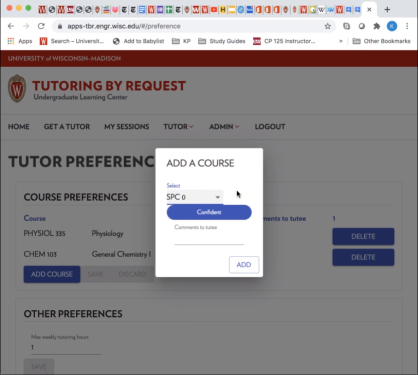 apps-tbr.engr.wisc.edu/#/preference
Apps
Search – Universit...
Add to Babylist
KP
Study Guides
CP 125 Instructor...
»
Other Bookmarks
UNIVERSITY of WISCONSIN–MADISON
TUTORING BY REQUEST
Undergraduate Learning Center
HOME GET A TUTOR MY SESSIONS TUTOR ADMIN LOGOUT
TUTOR PREFERENC
ADD A COURSE
COURSE PREFERENCES
Select
SPC 0
Course
ments to tutee
1
Confident
PHYSIOL 335 Physiology
DELETE
Comments to tutee
CHEM 103 General Chemistry I
DELETE
ADD COURSE SAVE DISCARD
ADD
OTHER PREFERENCES
Max weekly tutoring hours
1
SAVE